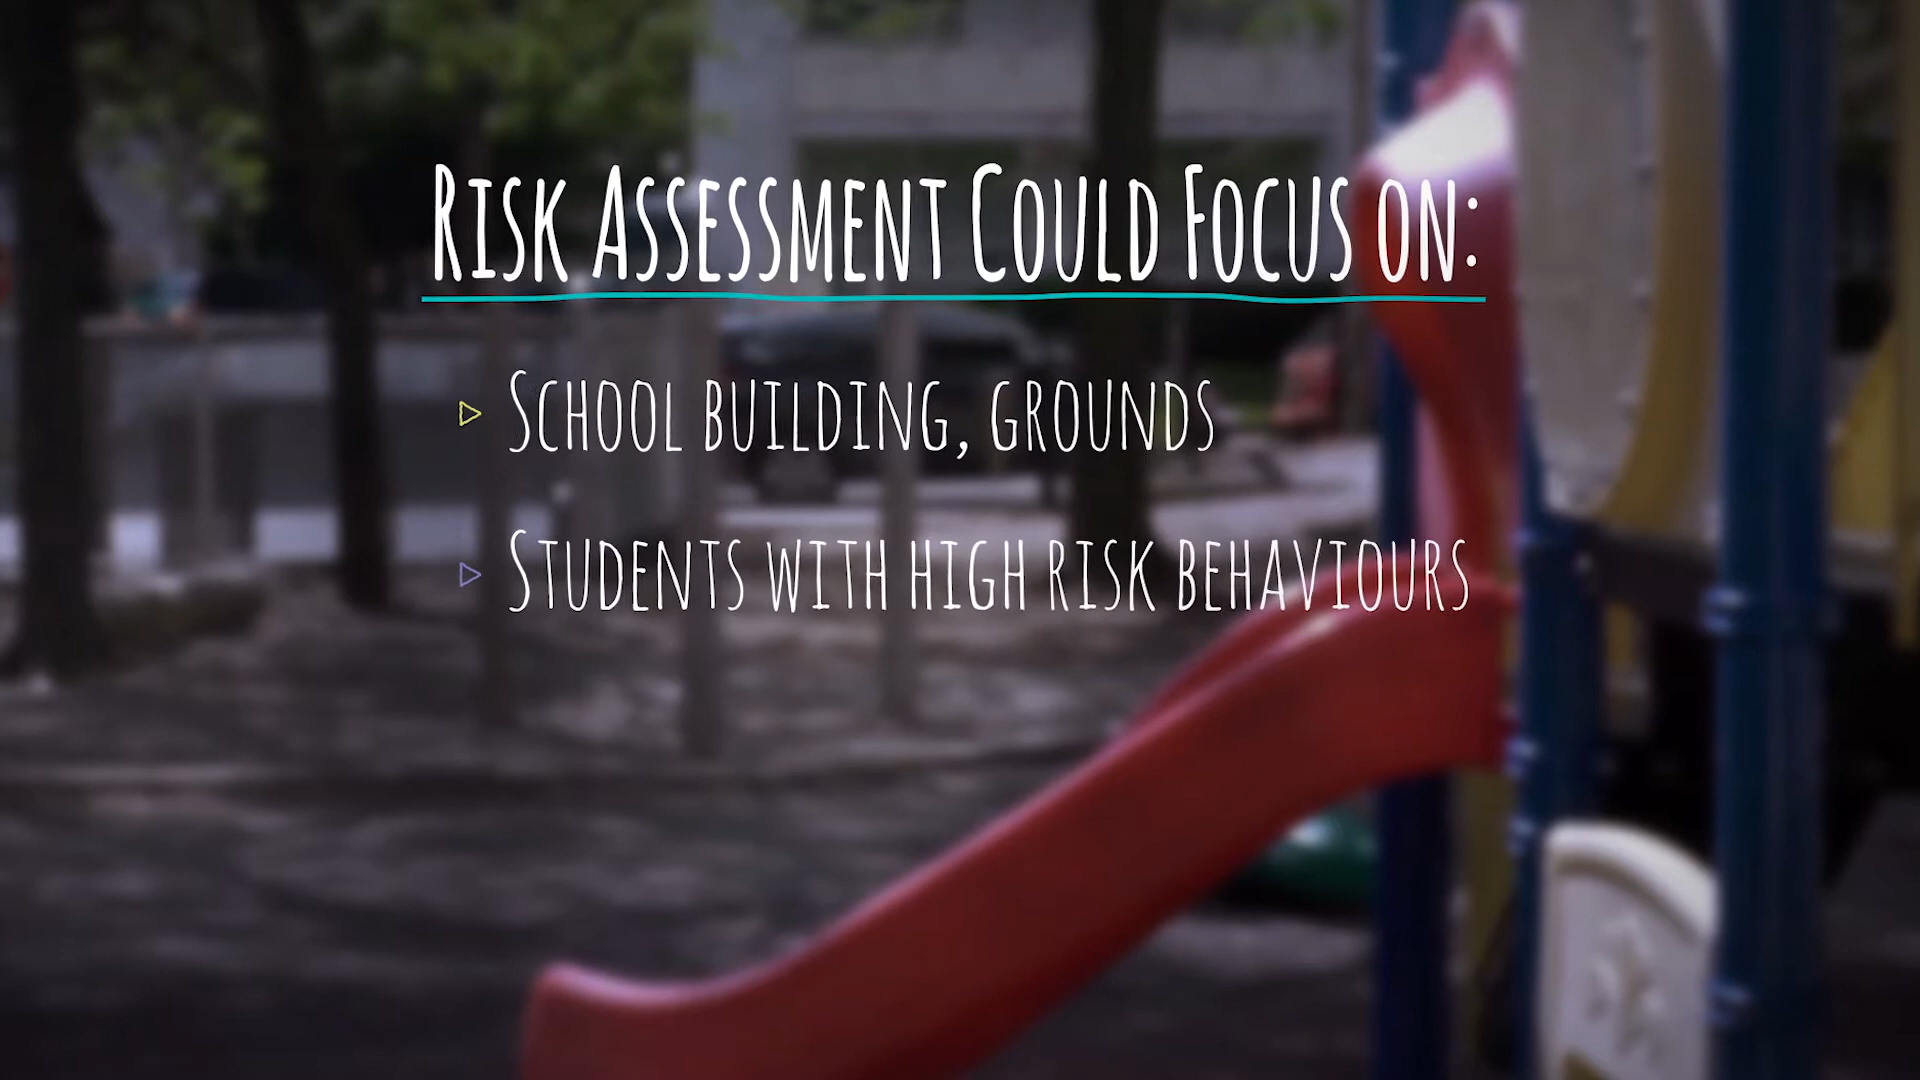 Risk Assessment Could Focus on:
School building, grounds
Students with high risk behaviours